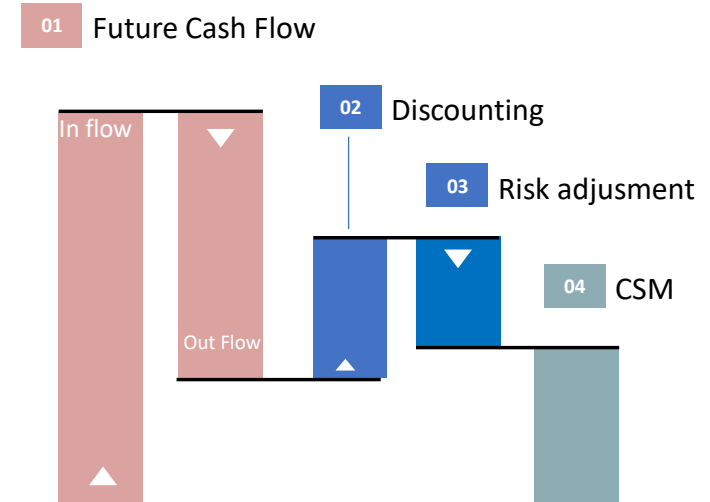 01 Future Cash Flow
In flow
02 Discounting
03 Risk adjusment
04 CSM
Out Flow